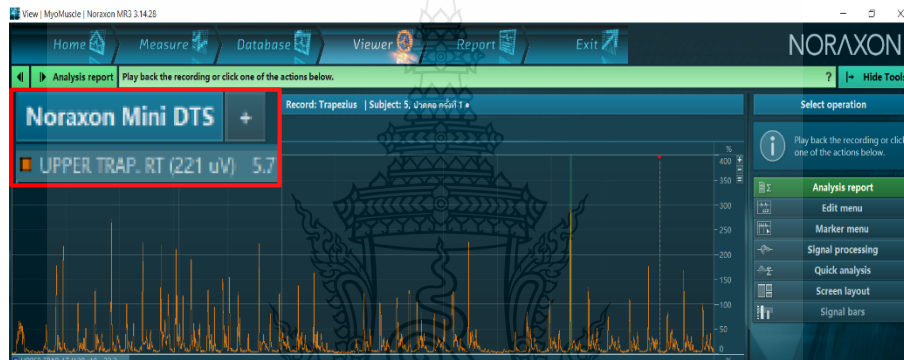 View | MyoMuscle | Noraxon MR3 3.14.28
Home Measure Database Viewer Report Exit NORAXON
Analysis report Play back the recording or click one of the actions below. ? Hide Tools
Noraxon Mini DTS +
Record: Trapezius | Subject: 5, ปวดคอ ครั้งที่ 1
Select operation
UPPER TRAP. RT (221 uV) 5.7
i Play back the recording or click
one of the actions below.
%
400
350
300
250
200
150
100
50
0
Analysis report
Edit menu
Marker menu
Signal processing
Quick analysis
Screen layout
Signal bars